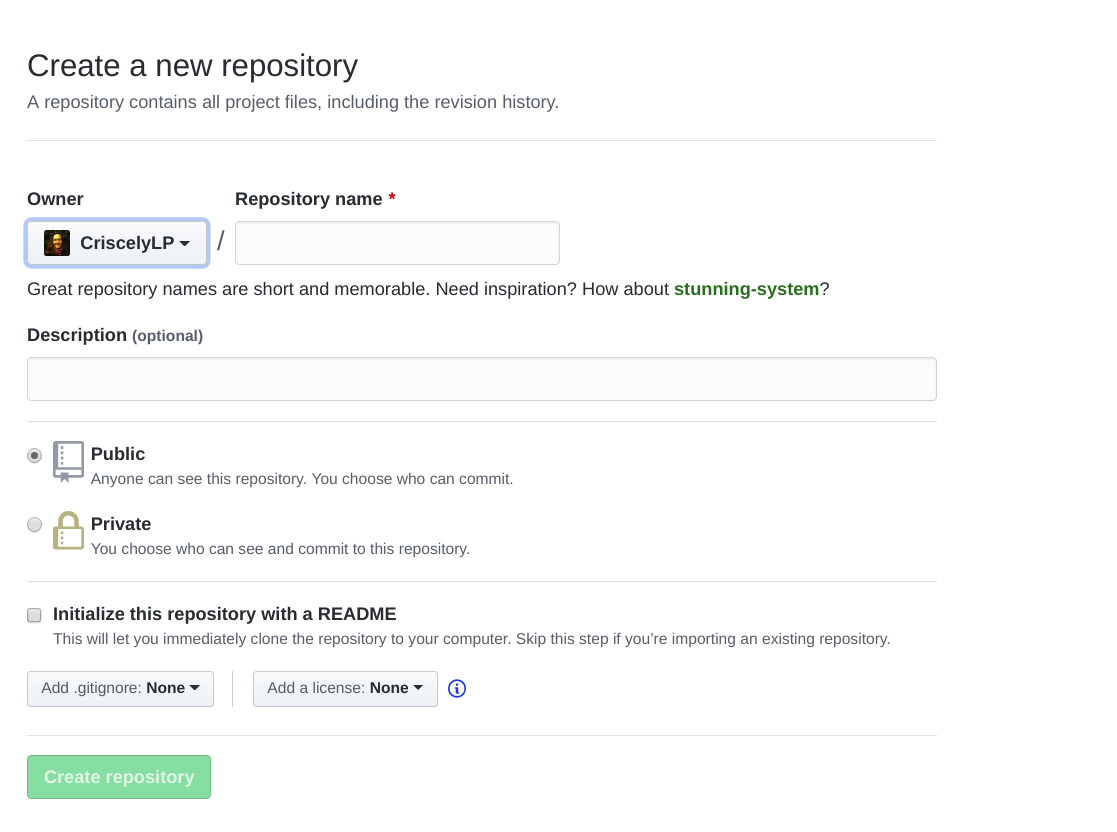 Create a new repository
A repository contains all project files, including the revision history.
Owner Repository name *
CriscelyLP /
Great repository names are short and memorable. Need inspiration? How about stunning-system?
Description (optional)
Public
Anyone can see this repository. You choose who can commit.
Private
You choose who can see and commit to this repository.
Initialize this repository with a README
This will let you immediately clone the repository to your computer. Skip this step if you’re importing an existing repository.
Add .gitignore: None Add a license: None
Create repository